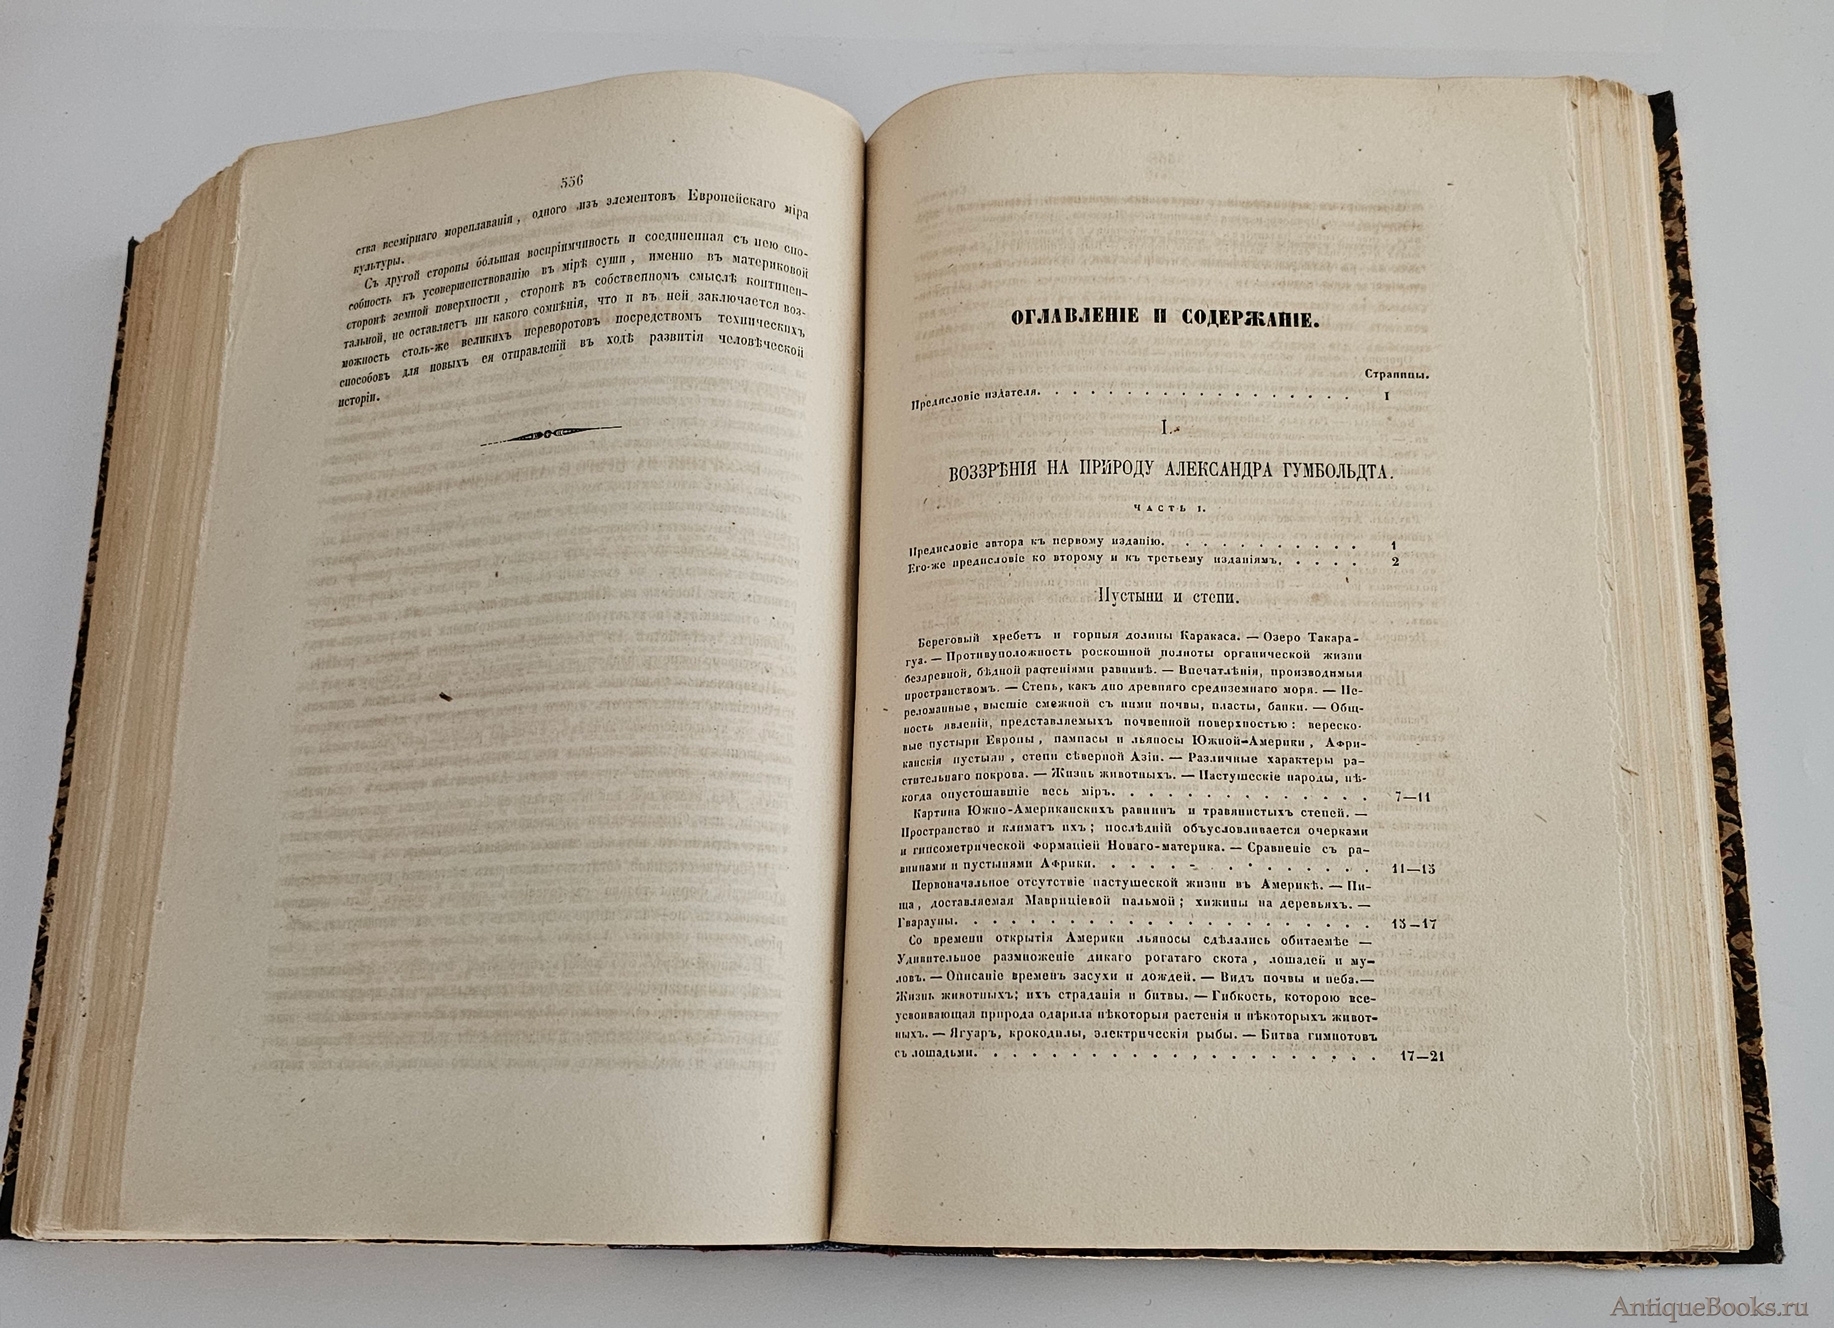 556
ства всемірнаго мореплаванія, одного изъ элементовъ Европейскаго міра
культуры.
Съ другой стороны бо́льшая воспріимчивость и соединенная съ нею спо-
собность къ усовершенствованію въ мірѣ суши, именно въ материковой
сторонѣ земной поверхности, сторонѣ въ собственномъ смыслѣ континен-
тальной, не оставляетъ ни какого сомнѣнія, что и въ ней заключается воз-
можность столь-же великихъ переворотовъ посредствомъ техническихъ
способовъ для новыхъ ея отправленій въ ходѣ развитія человѣческой
исторіи.
ОГЛАВЛЕНІЕ И СОДЕРЖАНІЕ.
Страницы.
Предисловіе издателя. . . . . . . . . . . . . . . . . . I
I.
ВОЗЗРѢНІЯ НА ПРИРОДУ АЛЕКСАНДРА ГУМБОЛЬДТА.
ЧАСТЬ I.
Предисловіе автора къ первому изданію. . . . . . . . . . . 1
Его-же предисловіе ко второму и къ третьему изданіямъ. . . . . 2
Пустыни и степи.
Береговый хребетъ и горныя долины Каракаса. — Озеро Такари-
гуа. — Противуположность роскошной полноты органической жизни
безлревной, бѣдной растеніями равнинѣ. — Впечатлѣнія, производимыя
пространствомъ. — Степь, какъ дно древняго средиземнаго моря. — Пе-
реломанные, высшіе смежной съ ними почвы, пласты, банки. — Общ-
ность явленій, представляемыхъ почвенной поверхностью: вереско-
вые пустыри Европы, пампасы и льяносы Южной-Америки, Афри-
канскія пустыни, степи сѣверной Азіи. — Различные характеры ра-
стительнаго покрова. — Жизнь животныхъ. — Пастушескіе народы, нѣ-
когда опустошавшіе весь міръ. . . . . . . . . . . . . . 7—11
Картина Южно-Американскихъ равнинъ и травянистыхъ степей. —
Пространство и климатъ ихъ; послѣдній обусловливается очерками
и гипсометрической формаціей Новаго-материка. — Сравненіе съ ра-
внинами и пустынями Африки. . . . . . . . . . . . . . . 11—13
Первоначальное отсутствіе пастушеской жизни въ Америкѣ. — Пи-
ща, доставляемая Маврицiевой пальмой; хижины на деревьяхъ. —
Гварауны. . . . . . . . . . . . . . . . . . . . . 13—17
Со времени открытія Америки льяносы сдѣлались обитаемѣе —
Удивительное размноженіе дикаго рогатаго скота, лошадей и му-
ловъ. — Описаніе временъ засухи и дождей. — Видъ почвы и неба.—
Жизнь животныхъ; ихъ страданія и битвы. — Гибкость, которою все-
усвоивающая природа одарила нѣкоторыя растенія и нѣкоторыхъ живот-
ныхъ. — Ягуаръ, крокодилы, электрическія рыбы. — Битва гимнотовъ
съ лошадьми. . . . . . . . . . . . . . . . . . . . . 17—21
AntiqueBooks.ru